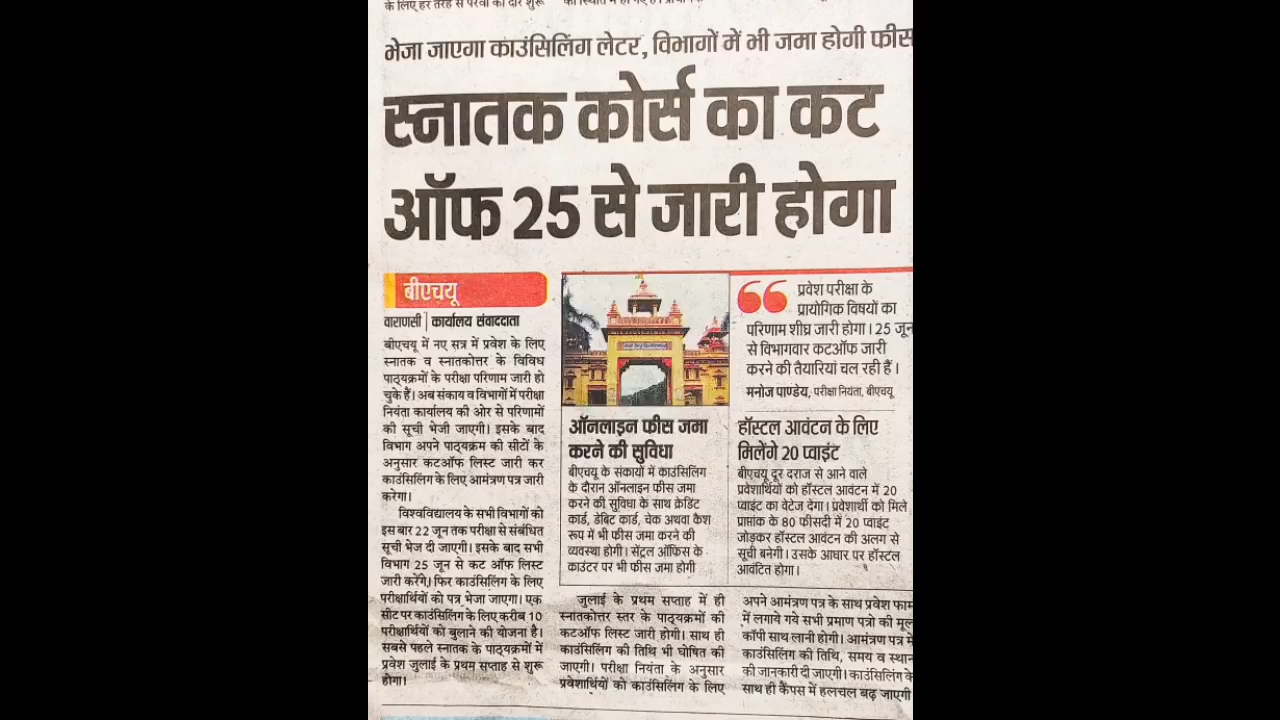 के लिए हर तरह से परवी का दौर शुरू
भेजा जाएगा काउंसिलिंग लेटर, विभागों में भी जमा होगी फीस
स्नातक कोर्स का कट
ऑफ 25 से जारी होगा
बीएचयू
वाराणसी | कार्यालय संवाददाता
बीएचयू में नए सत्र में प्रवेश के लिए
स्नातक व स्नातकोत्तर के विविध
पाठ्यक्रमों के परीक्षा परिणाम जारी हो
चुके हैं। अब संकाय व विभागों में परीक्षा
नियंता कार्यालय की ओर से परिणामों
की सूची भेजी जाएगी। इसके बाद
विभाग अपने पाठ्यक्रम की सीटों के
अनुसार कटऑफ लिस्ट जारी कर
काउंसिलिंग के लिए आमंत्रण पत्र जारी
करेगा।
विश्वविद्यालय के सभी विभागों को
इस बार 22 जून तक परीक्षा से संबंधित
सूची भेज दी जाएगी। इसके बाद सभी
विभाग 25 जून से कट ऑफ लिस्ट
जारी करेंगे। फिर काउंसिलिंग के लिए
परीक्षार्थियों को पत्र भेजा जाएगा। एक
सीट पर काउंसिलिंग के लिए करीब 10
परीक्षार्थियों को बुलाने की योजना है।
सबसे पहले स्नातक के पाठ्यक्रमों में
प्रवेश जुलाई के प्रथम सप्ताह से शुरू
होगा।
ऑनलाइन फीस जमा
करने की सुविधा
बीएचयू के संकायों में काउंसिलिंग
के दौरान ऑनलाइन फीस जमा
करने की सुविधा के साथ क्रेडिट
कार्ड, डेबिट कार्ड, चेक अथवा कैश
रूप में भी फीस जमा करने की
व्यवस्था होगी। सेंट्रल ऑफिस के
काउंटर पर भी फीस जमा होगी
प्रवेश परीक्षा के
प्रायोगिक विषयों का
परिणाम शीघ्र जारी होगा। 25 जून
से विभागवार कटऑफ जारी
करने की तैयारियां चल रही हैं।
मनोज पाण्डेय, परीक्षा नियंता, बीएचयू
हॉस्टल आवंटन के लिए
मिलेंगे 20 प्वाइंट
बीएचयू दूर दराज से आने वाले
प्रवेशार्थियों को हॉस्टल आवंटन में 20
प्वाइंट का वेटेज देगा। प्रवेशार्थी को मिले
प्राप्तांक के 80 फीसदी में 20 प्वांइट
जोड़कर हॉस्टल आवंटन की अलग से
सूची बनेगी। उसके आधार पर हॉस्टल
आवंटित होगा।
जुलाई के प्रथम सप्ताह में ही
स्नातकोत्तर स्तर के पाठ्यक्रमों की
कटऑफ लिस्ट जारी होगी। साथ ही
काउंसिलिंग की तिथि भी घोषित की
जाएगी। परीक्षा नियंता के अनुसार
प्रवेशार्थियों को काउंसिलिंग के लिए
अपने आमंत्रण पत्र के साथ प्रवेश फार्म
में लगाये गये सभी प्रमाण पत्रो की मूल
कॉपी साथ लानी होगी। आमंत्रण पत्र में
काउंसिलिंग की तिथि, समय व स्थान
की जानकारी दी जाएगी। काउंसिलिंग के
साथ ही कैंपस में हलचल बढ़ जाएगी